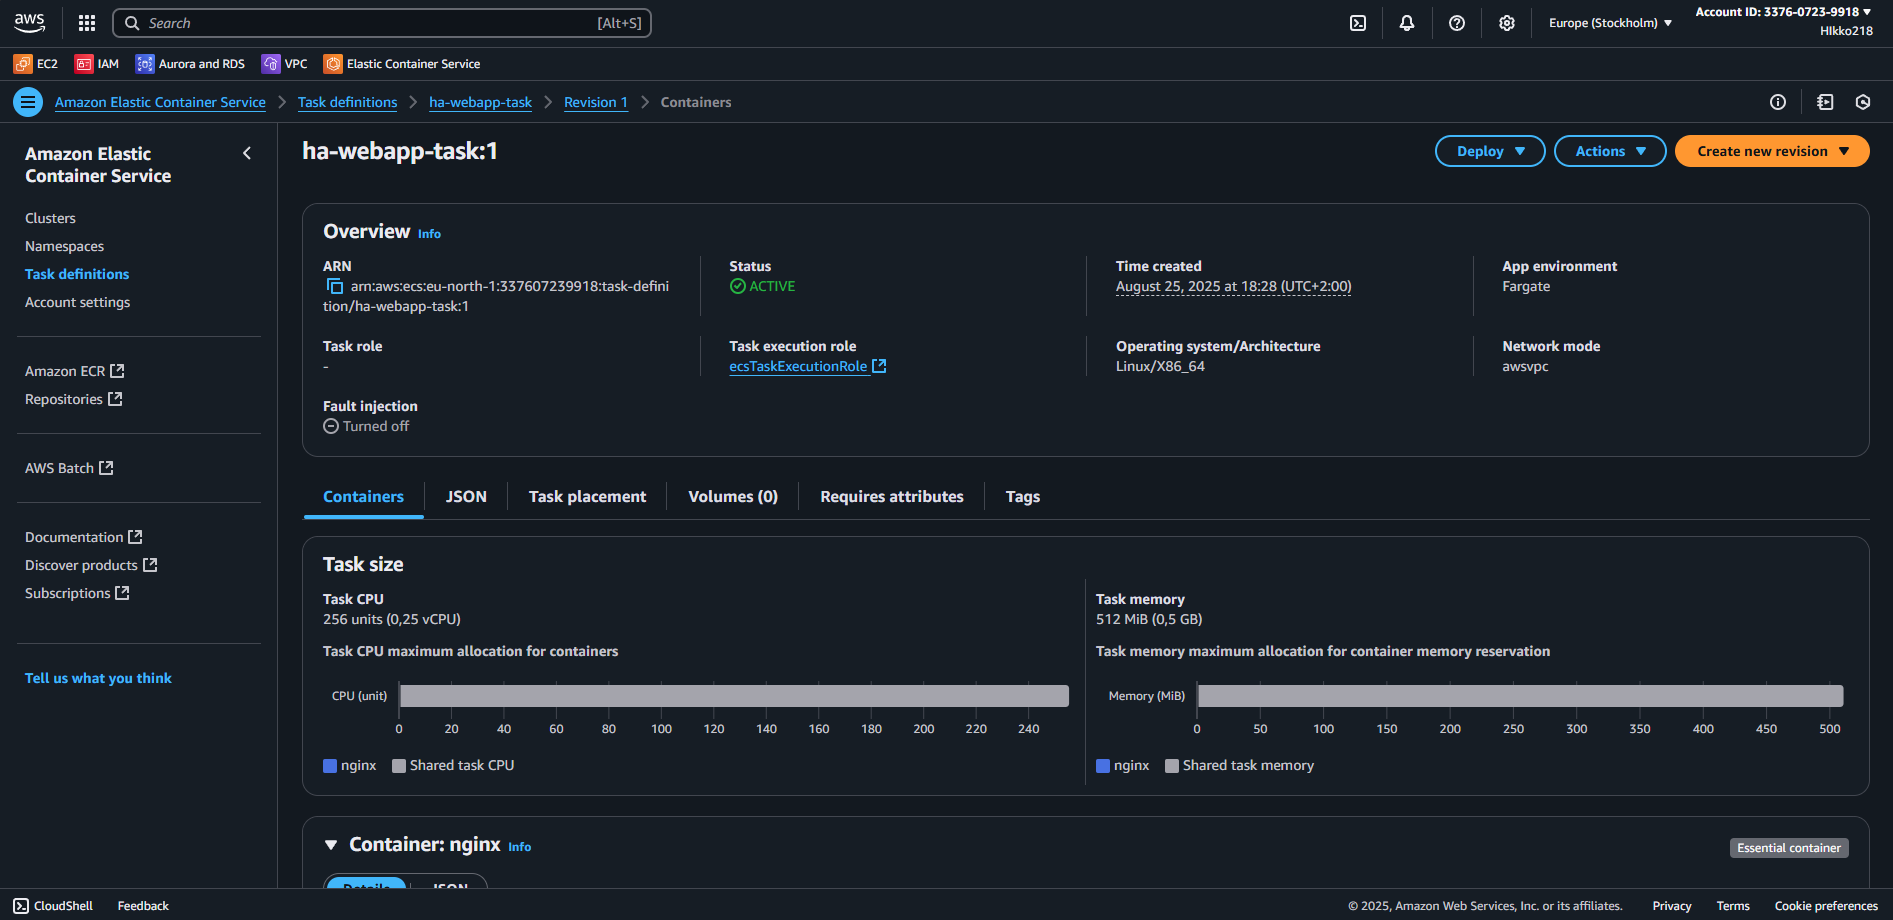 aws
Search [Alt+S]
Europe (Stockholm)
Account ID: 3376-0723-9918
HIkko218
EC2 IAM Aurora and RDS VPC Elastic Container Service
Amazon Elastic Container Service Task definitions ha-webapp-task Revision 1 Containers
Amazon Elastic
Container Service
Clusters
Namespaces
Task definitions
Account settings
Amazon ECR
Repositories
AWS Batch
Documentation
Discover products
Subscriptions
Tell us what you think
ha-webapp-task:1
Deploy Actions Create new revision
Overview Info
ARN
arn:aws:ecs:eu-north-1:337607239918:task-defini
tion/ha-webapp-task:1
Status
ACTIVE
Time created
August 25, 2025 at 18:28 (UTC+2:00)
App environment
Fargate
Task role
-
Task execution role
ecsTaskExecutionRole
Operating system/Architecture
Linux/X86_64
Network mode
awsvpc
Fault injection
Turned off
Containers JSON Task placement Volumes (0) Requires attributes Tags
Task size
Task CPU
256 units (0,25 vCPU)
Task CPU maximum allocation for containers
CPU (unit)
0 20 40 60 80 100 120 140 160 180 200 220 240
nginx Shared task CPU
Task memory
512 MiB (0,5 GB)
Task memory maximum allocation for container memory reservation
Memory (MiB)
0 50 100 150 200 250 300 350 400 450 500
nginx Shared task memory
Container: nginx Info
Essential container
Details JSON
CloudShell Feedback
© 2025, Amazon Web Services, Inc. or its affiliates. Privacy Terms Cookie preferences